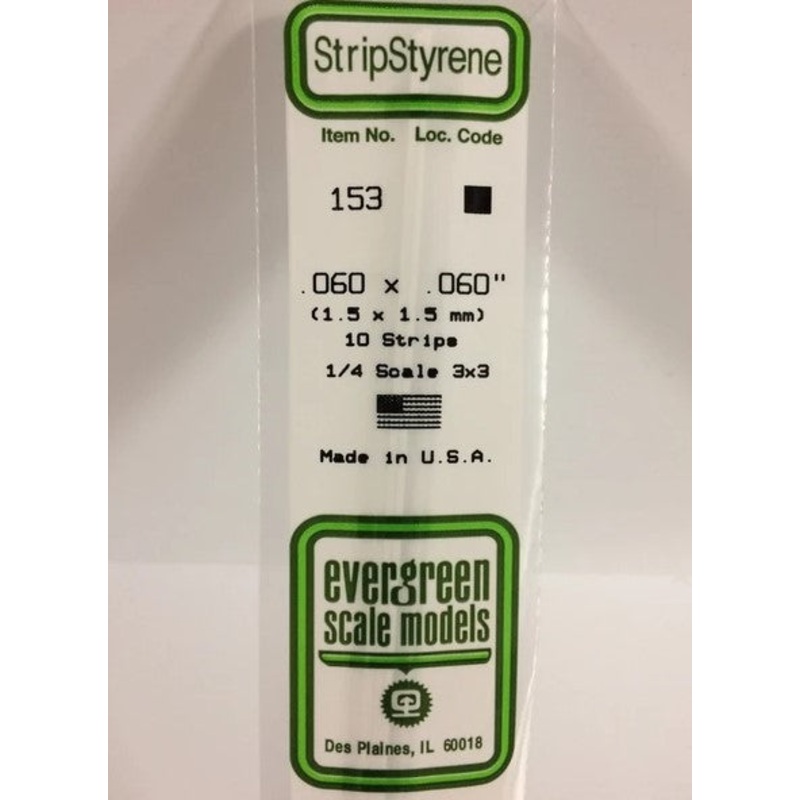 StripStyrene
Item No. Loc. Code
153
.060 x .060"
(1.5 x 1.5 mm)
10 Strips
1/4 Scale 3x3
Made in U.S.A.
evergreen
scale models
Des Plaines, IL 60018